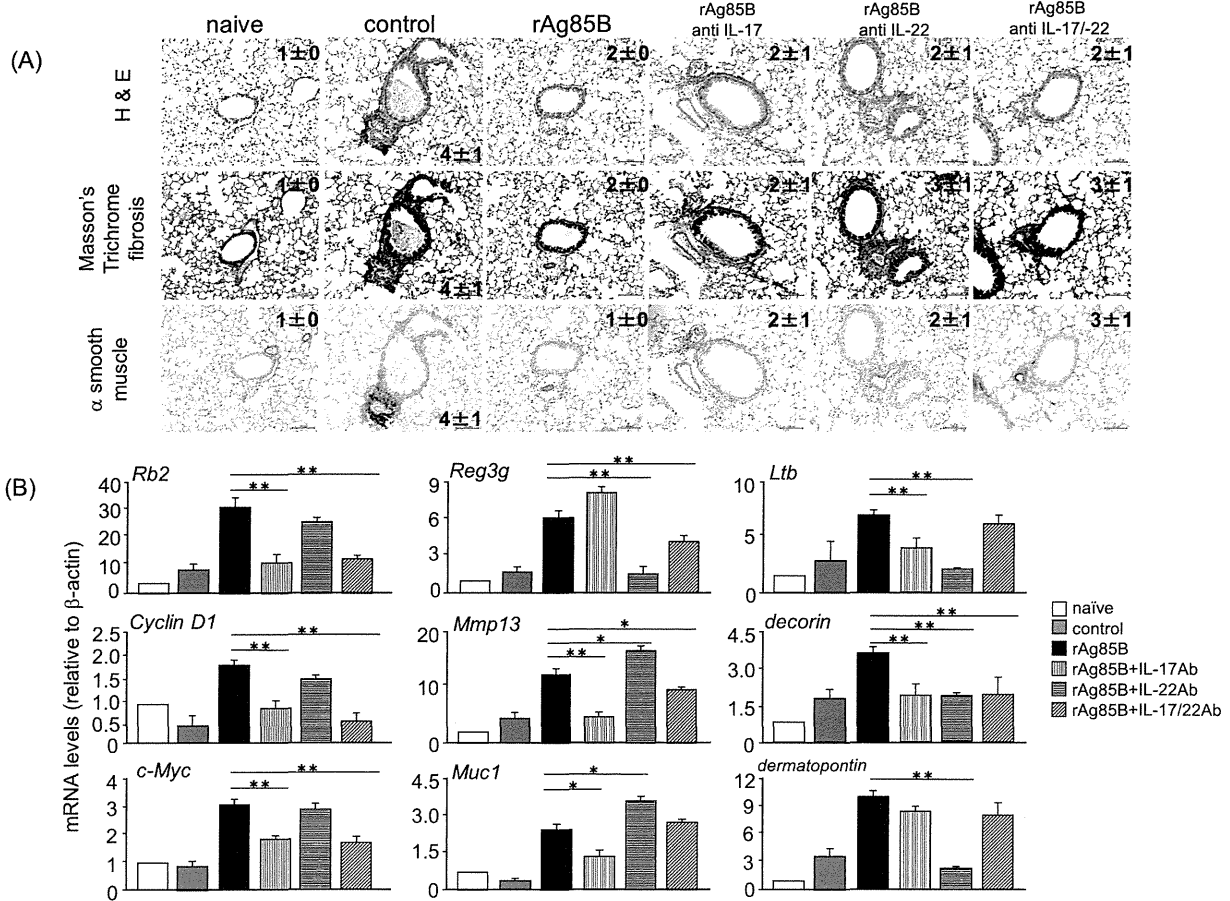 naive control rAg85B rAg85B anti IL-17 rAg85B anti IL-22 rAg85B anti IL-17/-22
(A)
H & E
1±0 4±1 2±0 2±1 2±1 2±1
Masson's Trichrome fibrosis
1±0 4±1 2±0 2±1 3±1 3±1
α smooth muscle
1±0 4±1 1±0 2±1 2±1 3±1
(B)
mRNA levels (relative to β-actin)
Rb2
30
20
10
0
** **
Reg3g
9
6
3
0
** **
Ltb
10
5
0
** **
Cyclin D1
2.5
2.0
1.5
1.0
0.5
0
** **
Mmp13
20
10
0
* * **
decorin
4.5
3.0
1.5
0
** ** **
c-Myc
4
3
2
1
0
** **
Muc1
4.5
3.0
1.5
0
* *
dermatopontin
12
9
6
3
0
**
naïve
control
rAg85B
rAg85B+IL-17Ab
rAg85B+IL-22Ab
rAg85B+IL-17/22Ab